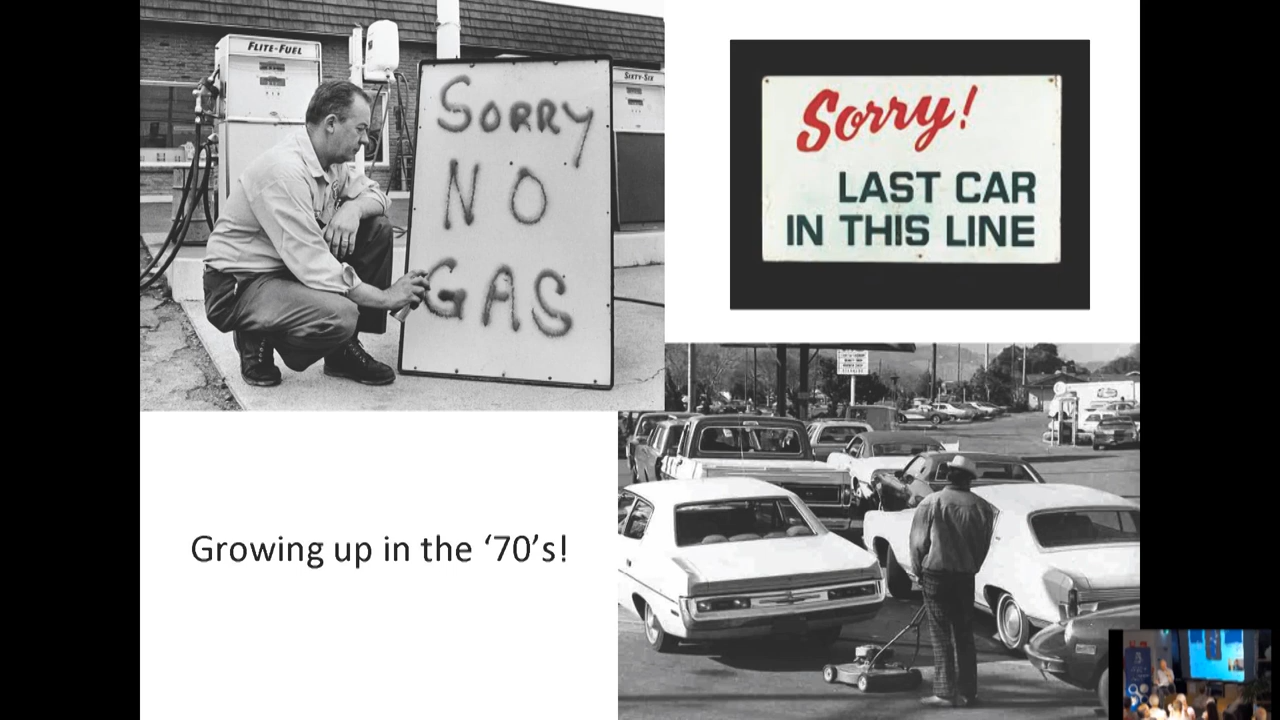 FLITE-FUEL
SIXTY-SIX
SORRY
NO
GAS
Sorry!
LAST CAR
IN THIS LINE
Growing up in the ‘70’s!